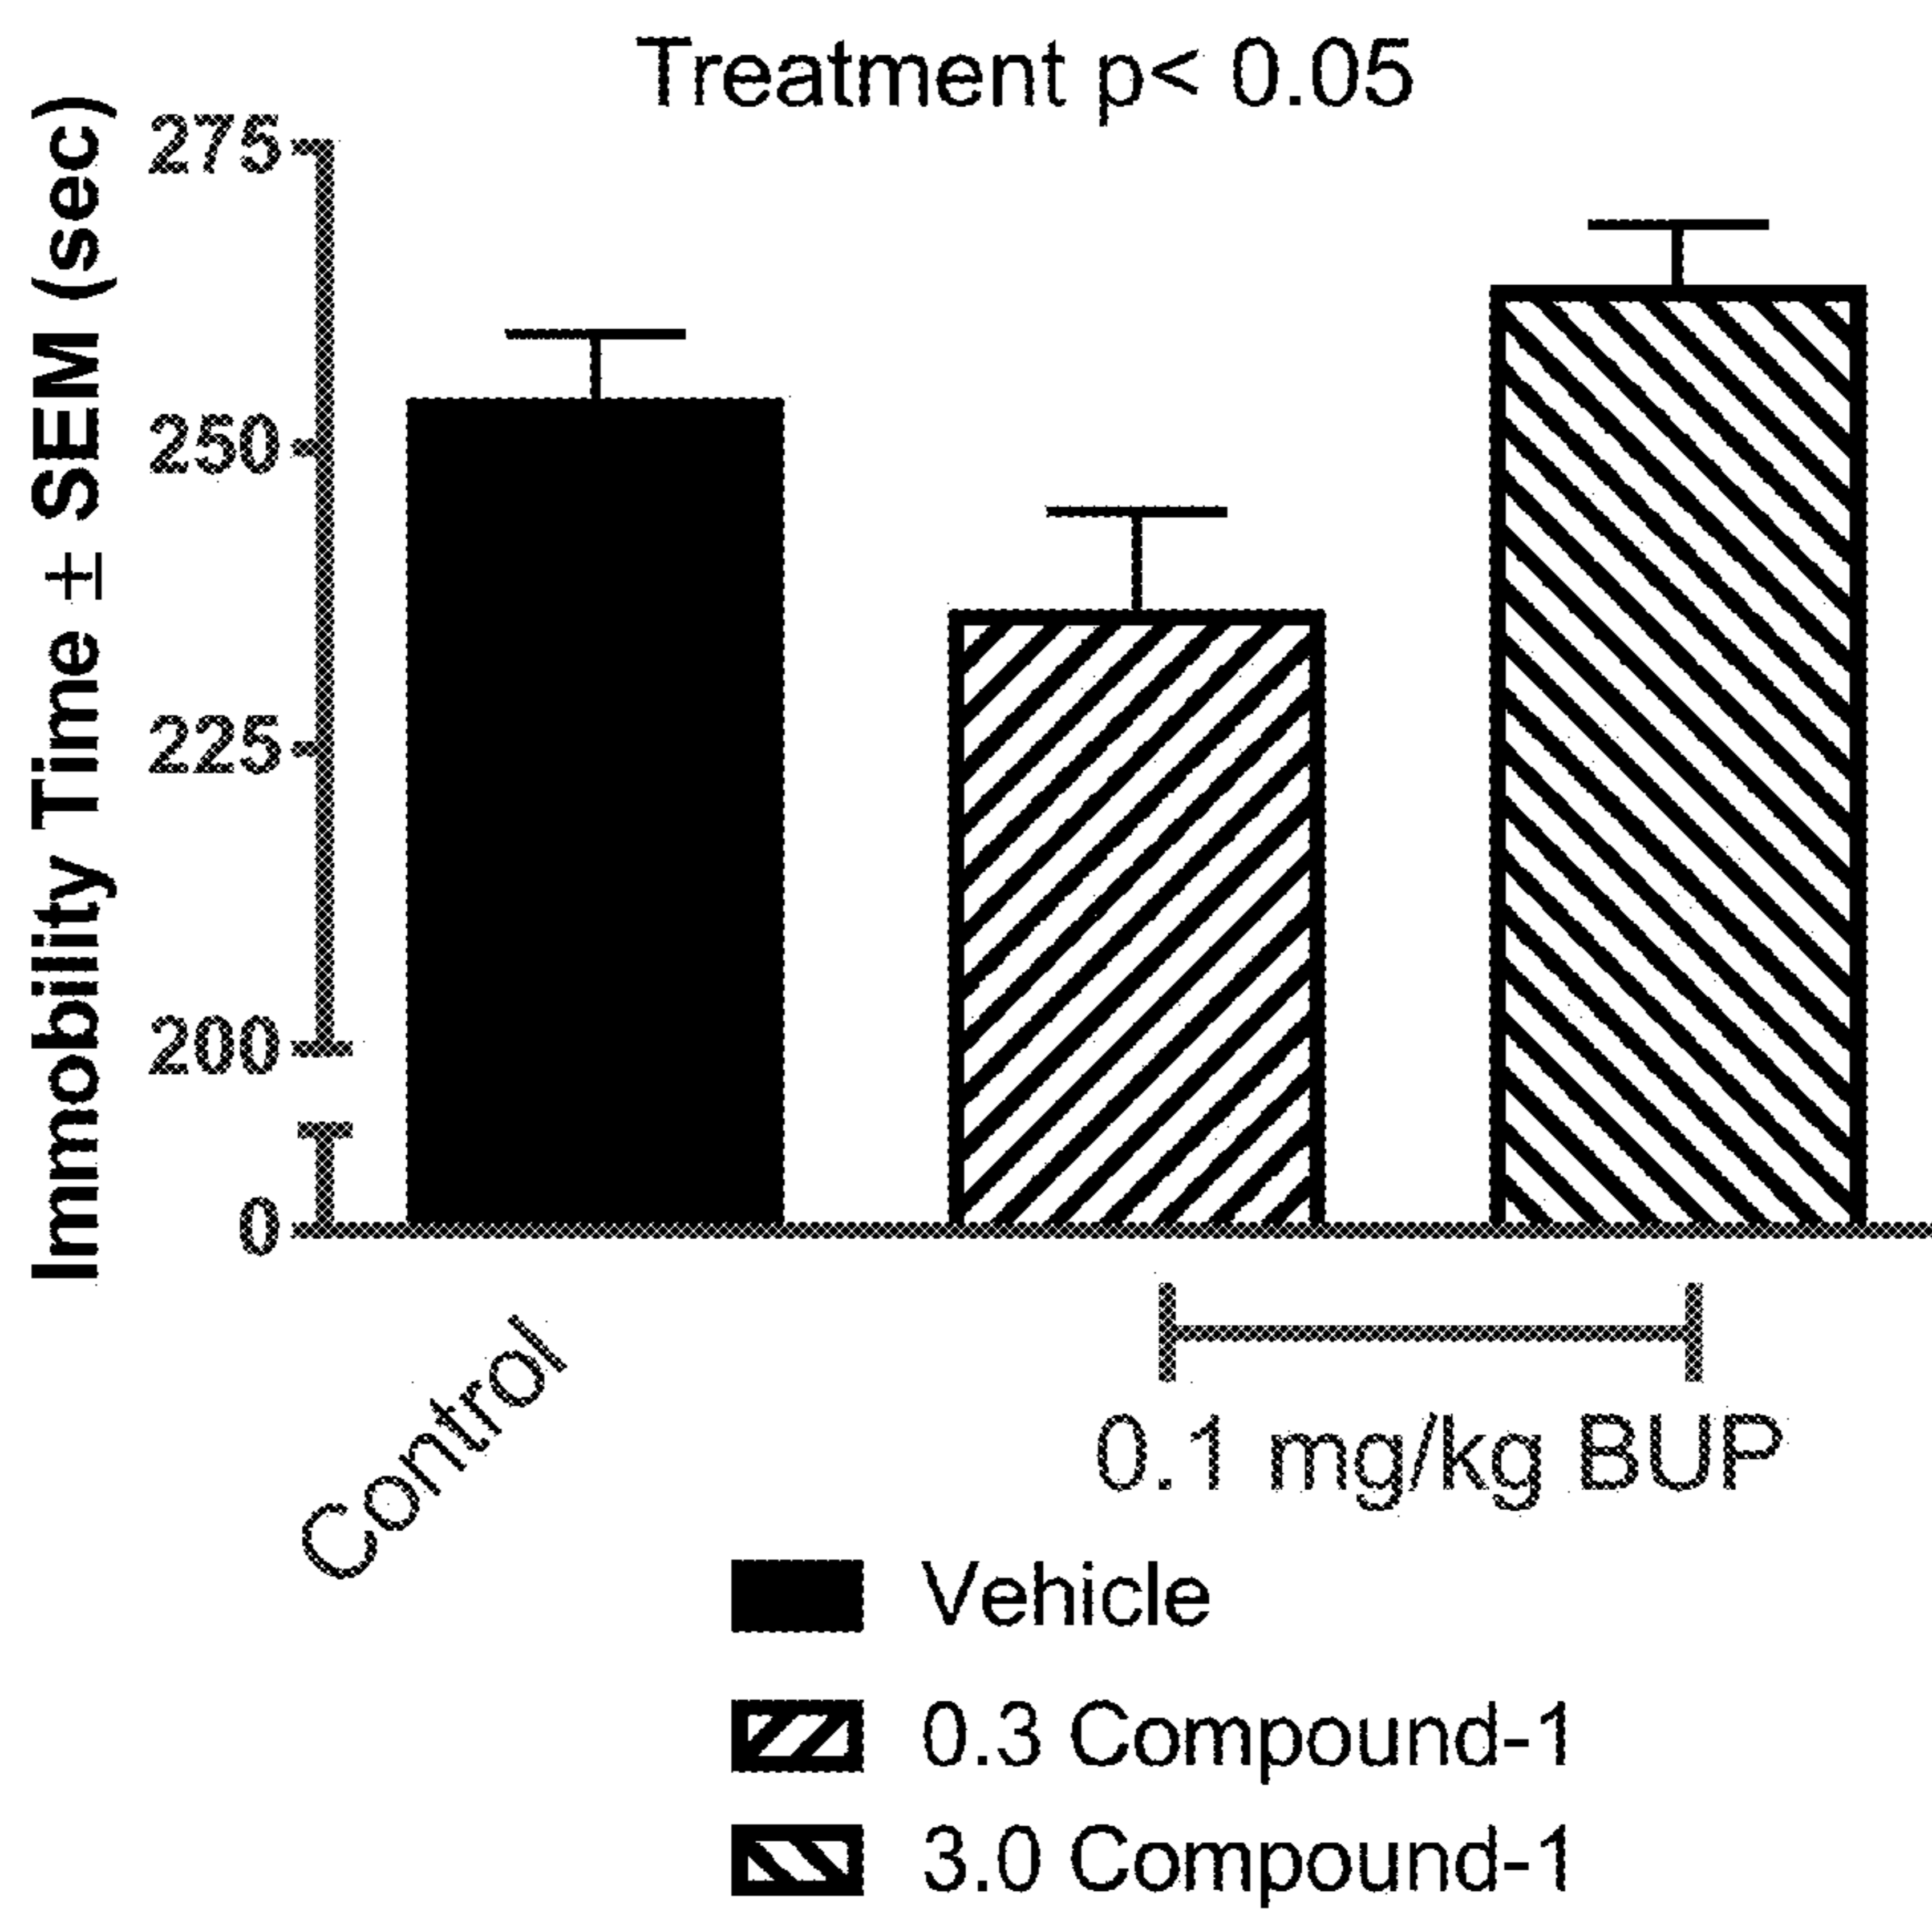 Treatment p< 0.05
Immobility Time ± SEM (sec)
275
250
225
200
0
Control
0.1 mg/kg BUP
Vehicle
0.3 Compound-1
3.0 Compound-1